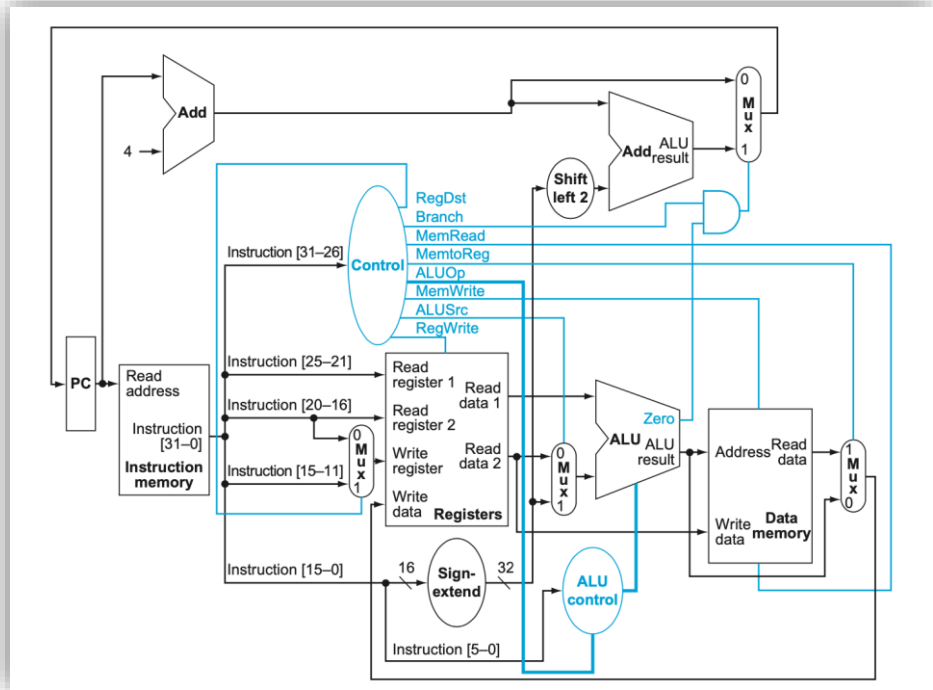 Add
4
0
M
u
x
1
Add
ALU
result
Shift
left 2
RegDst
Branch
MemRead
MemtoReg
ALUOp
MemWrite
ALUSrc
RegWrite
Instruction [31–26]
Control
PC
Read
address
Instruction
[31–0]
Instruction
memory
Instruction [25–21]
Instruction [20–16]
Instruction [15–11]
0
M
u
x
1
Read
register 1
Read
register 2
Write
register
Write
data
Read
data 1
Read
data 2
Registers
0
M
u
x
1
Zero
ALU
ALU
result
Address
Read
data
Write
data
Data
memory
1
M
u
x
0
Instruction [15–0]
16
Sign-
extend
32
ALU
control
Instruction [5–0]